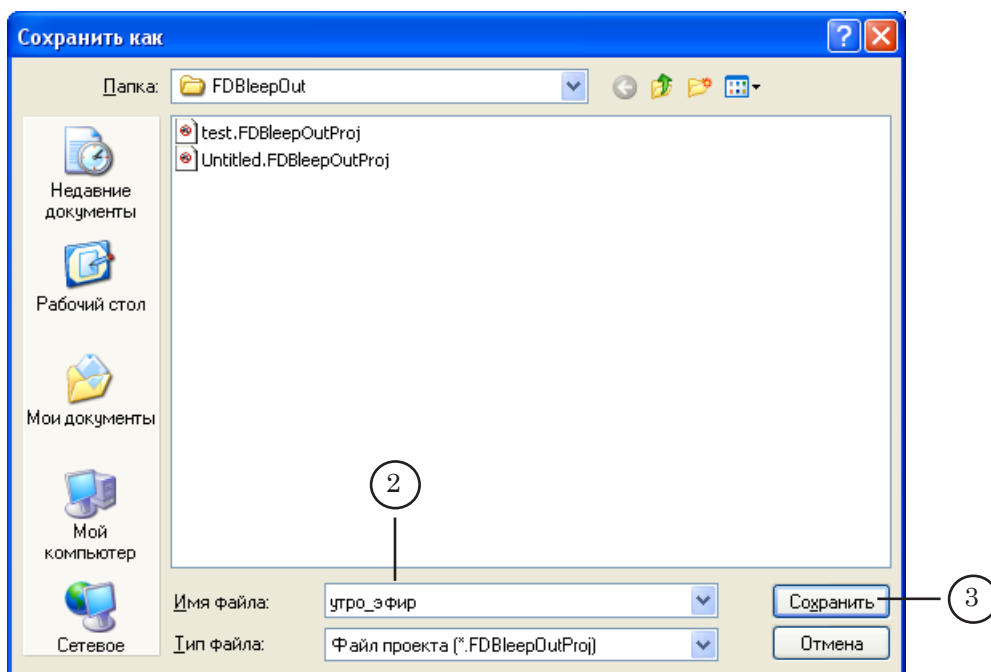 Сохранить как
Папка:
FDBleepOut
test.FDBleepOutProj
Untitled.FDBleepOutProj
Недавние
документы
Рабочий стол
Мои документы
Мой
компьютер
Сетевое
2
Имя файла:
утро_эфир
Сохранить
3
Тип файла:
Файл проекта (*.FDBleepOutProj)
Отмена